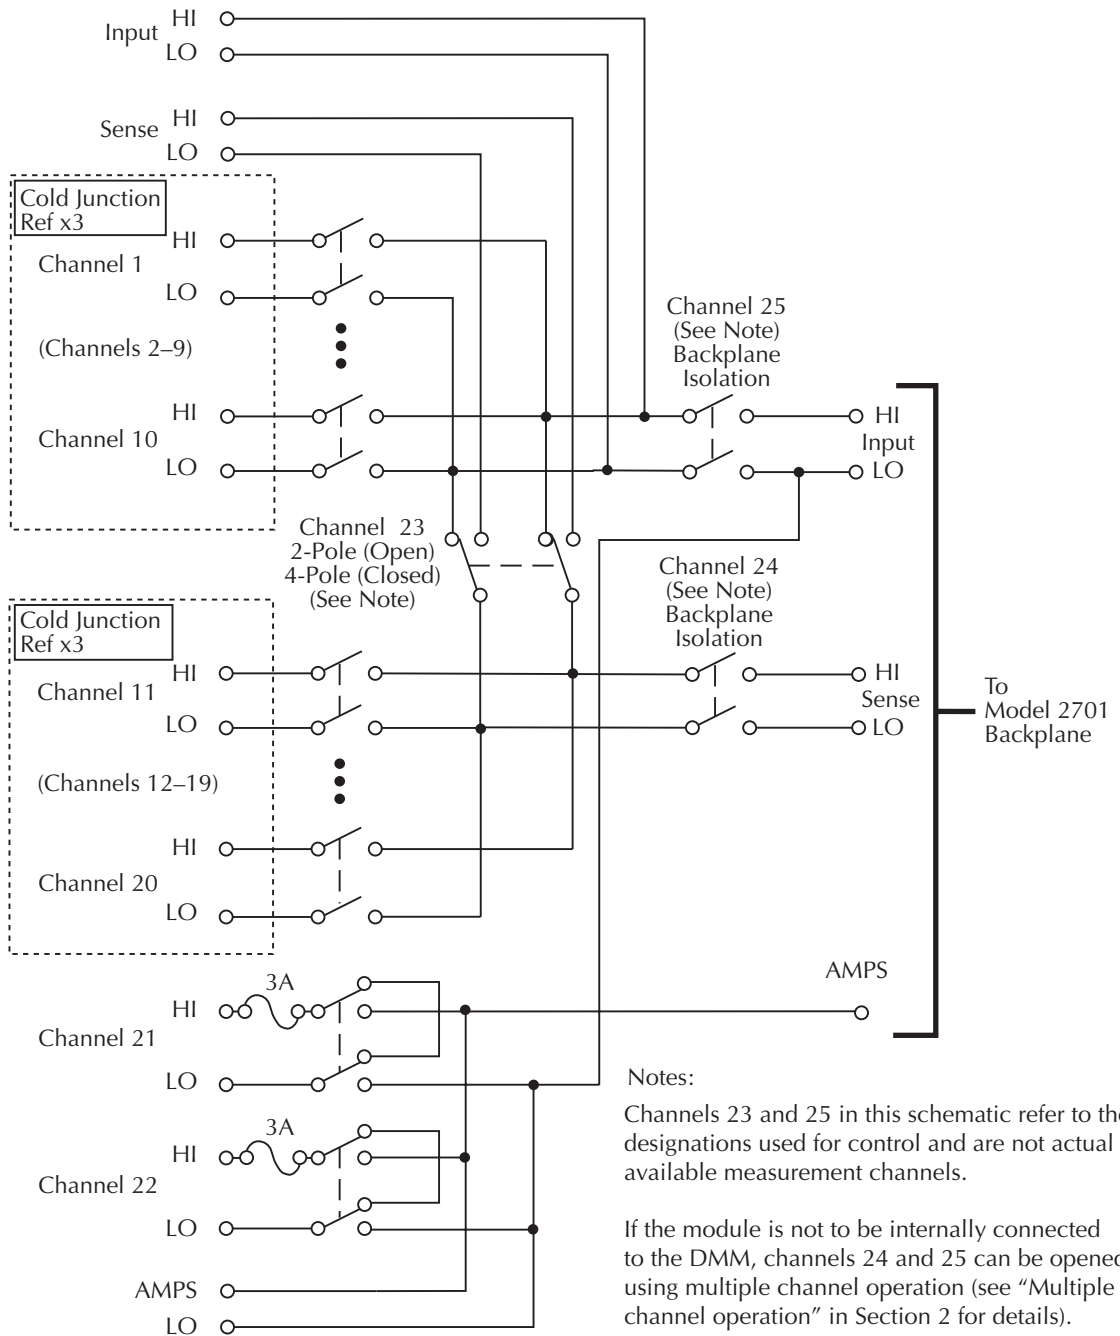 Input HI
LO
Sense HI
LO
Cold Junction
Ref x3
Channel 1
HI
LO
(Channels 2–9)
Channel 10
HI
LO
Channel 25
(See Note)
Backplane
Isolation
HI
Input
LO
Channel 23
2-Pole (Open)
4-Pole (Closed)
(See Note)
Channel 24
(See Note)
Backplane
Isolation
Cold Junction
Ref x3
Channel 11
HI
LO
(Channels 12–19)
HI
Sense
LO
To
Model 2701
Backplane
Channel 20
HI
LO
AMPS
3A
Channel 21
HI
LO
3A
Channel 22
HI
LO
AMPS
LO
Notes:
Channels 23 and 25 in this schematic refer to the
designations used for control and are not actual
available measurement channels.
If the module is not to be internally connected
to the DMM, channels 24 and 25 can be opened
using multiple channel operation (see “Multiple
channel operation” in Section 2 for details).